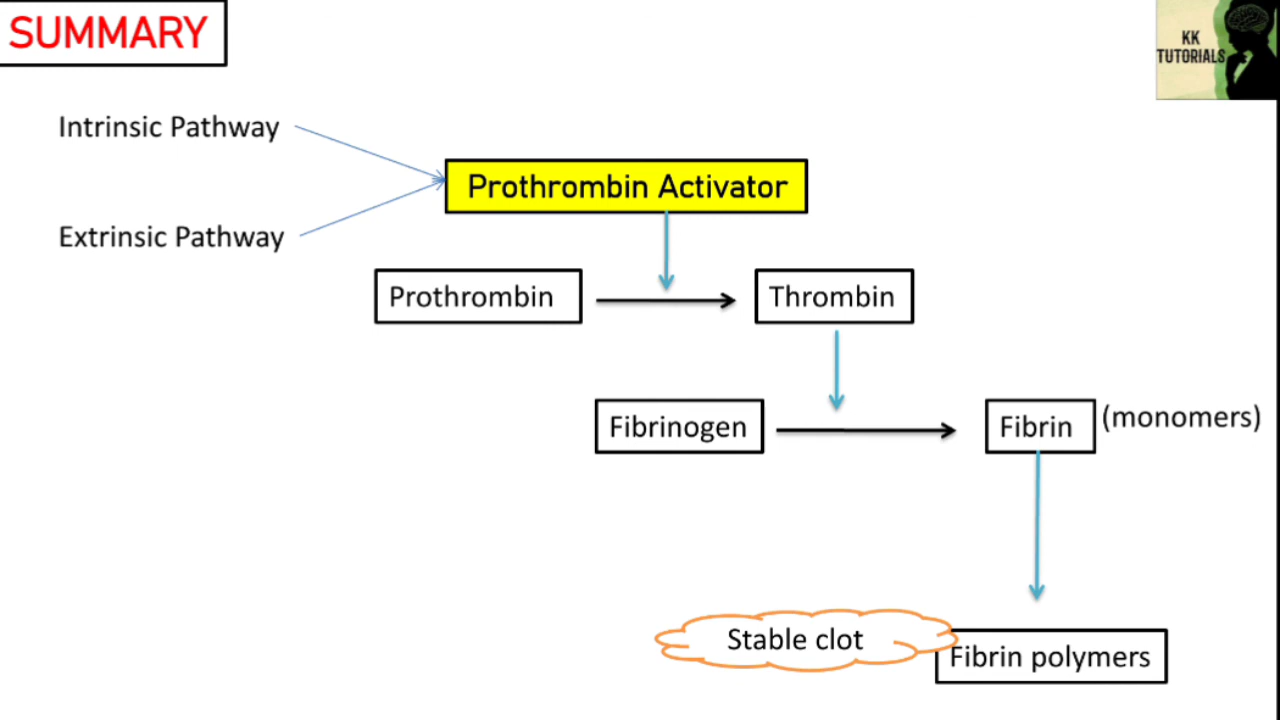 SUMMARY
KK
TUTORIALS
Intrinsic Pathway
Prothrombin Activator
Extrinsic Pathway
Prothrombin
Thrombin
Fibrinogen
Fibrin
(monomers)
Stable clot
Fibrin polymers